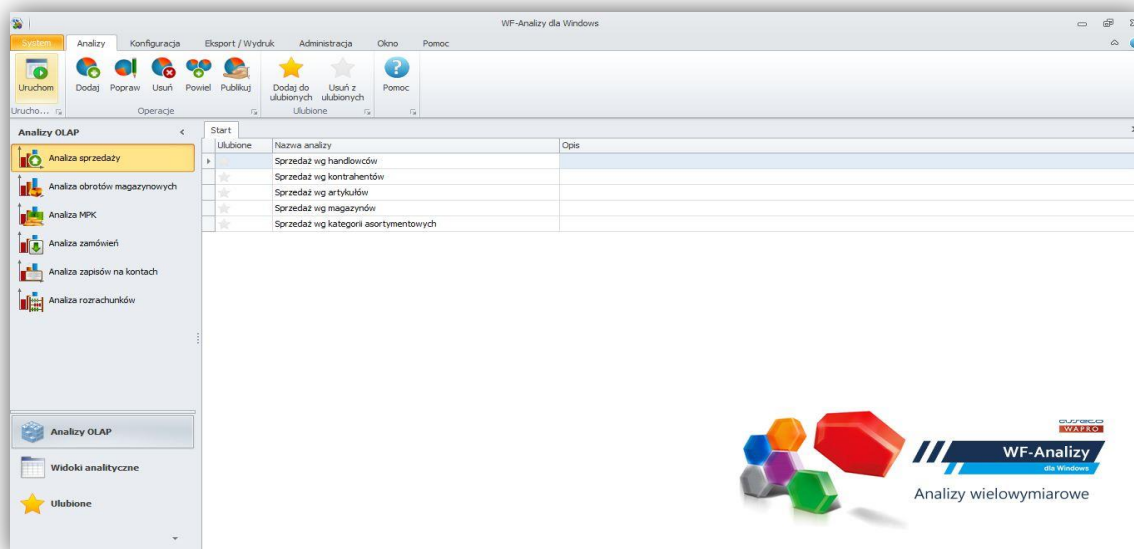 WF-Analizy dla Windows
System Analizy Konfiguracja Eksport / Wydruk Administracja Okno Pomoc
Uruchom Dodaj Popraw Usuń Powiel Publikuj Dodaj do ulubionych Usuń z ulubionych Pomoc
Urucho... Operacje Ulubione
Analizy OLAP
Analiza sprzedaży
Analiza obrotów magazynowych
Analiza MPK
Analiza zamówień
Analiza zapisów na kontach
Analiza rozrachunków
Analizy OLAP
Widoki analityczne
Ulubione
Start
Ulubione Nazwa analizy Opis
Sprzedaż wg handlowców
Sprzedaż wg kontrahentów
Sprzedaż wg artykułów
Sprzedaż wg magazynów
Sprzedaż wg kategorii asortymentowych
WAPRO
WF-Analizy
dla Windows
Analizy wielowymiarowe